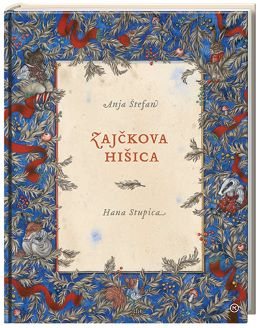 Anja Štefan
ZAJČKOVA
HIŠICA
Hana Stupica